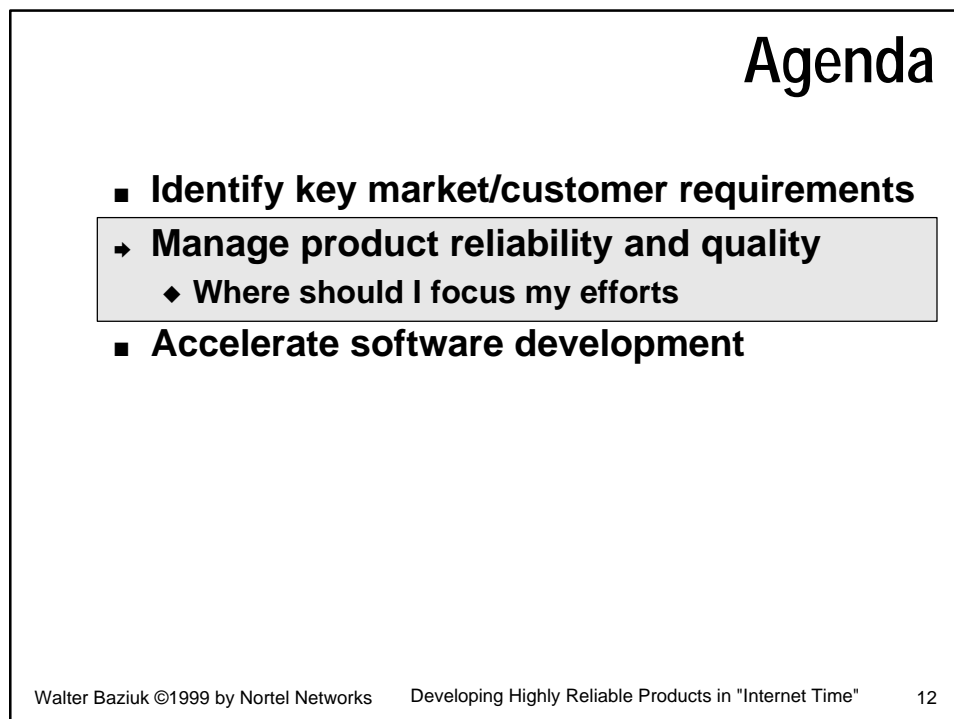 Agenda
■ Identify key market/customer requirements
➔ Manage product reliability and quality
◆ Where should I focus my efforts
■ Accelerate software development
Walter Baziuk ©1999 by Nortel Networks Developing Highly Reliable Products in "Internet Time" 12